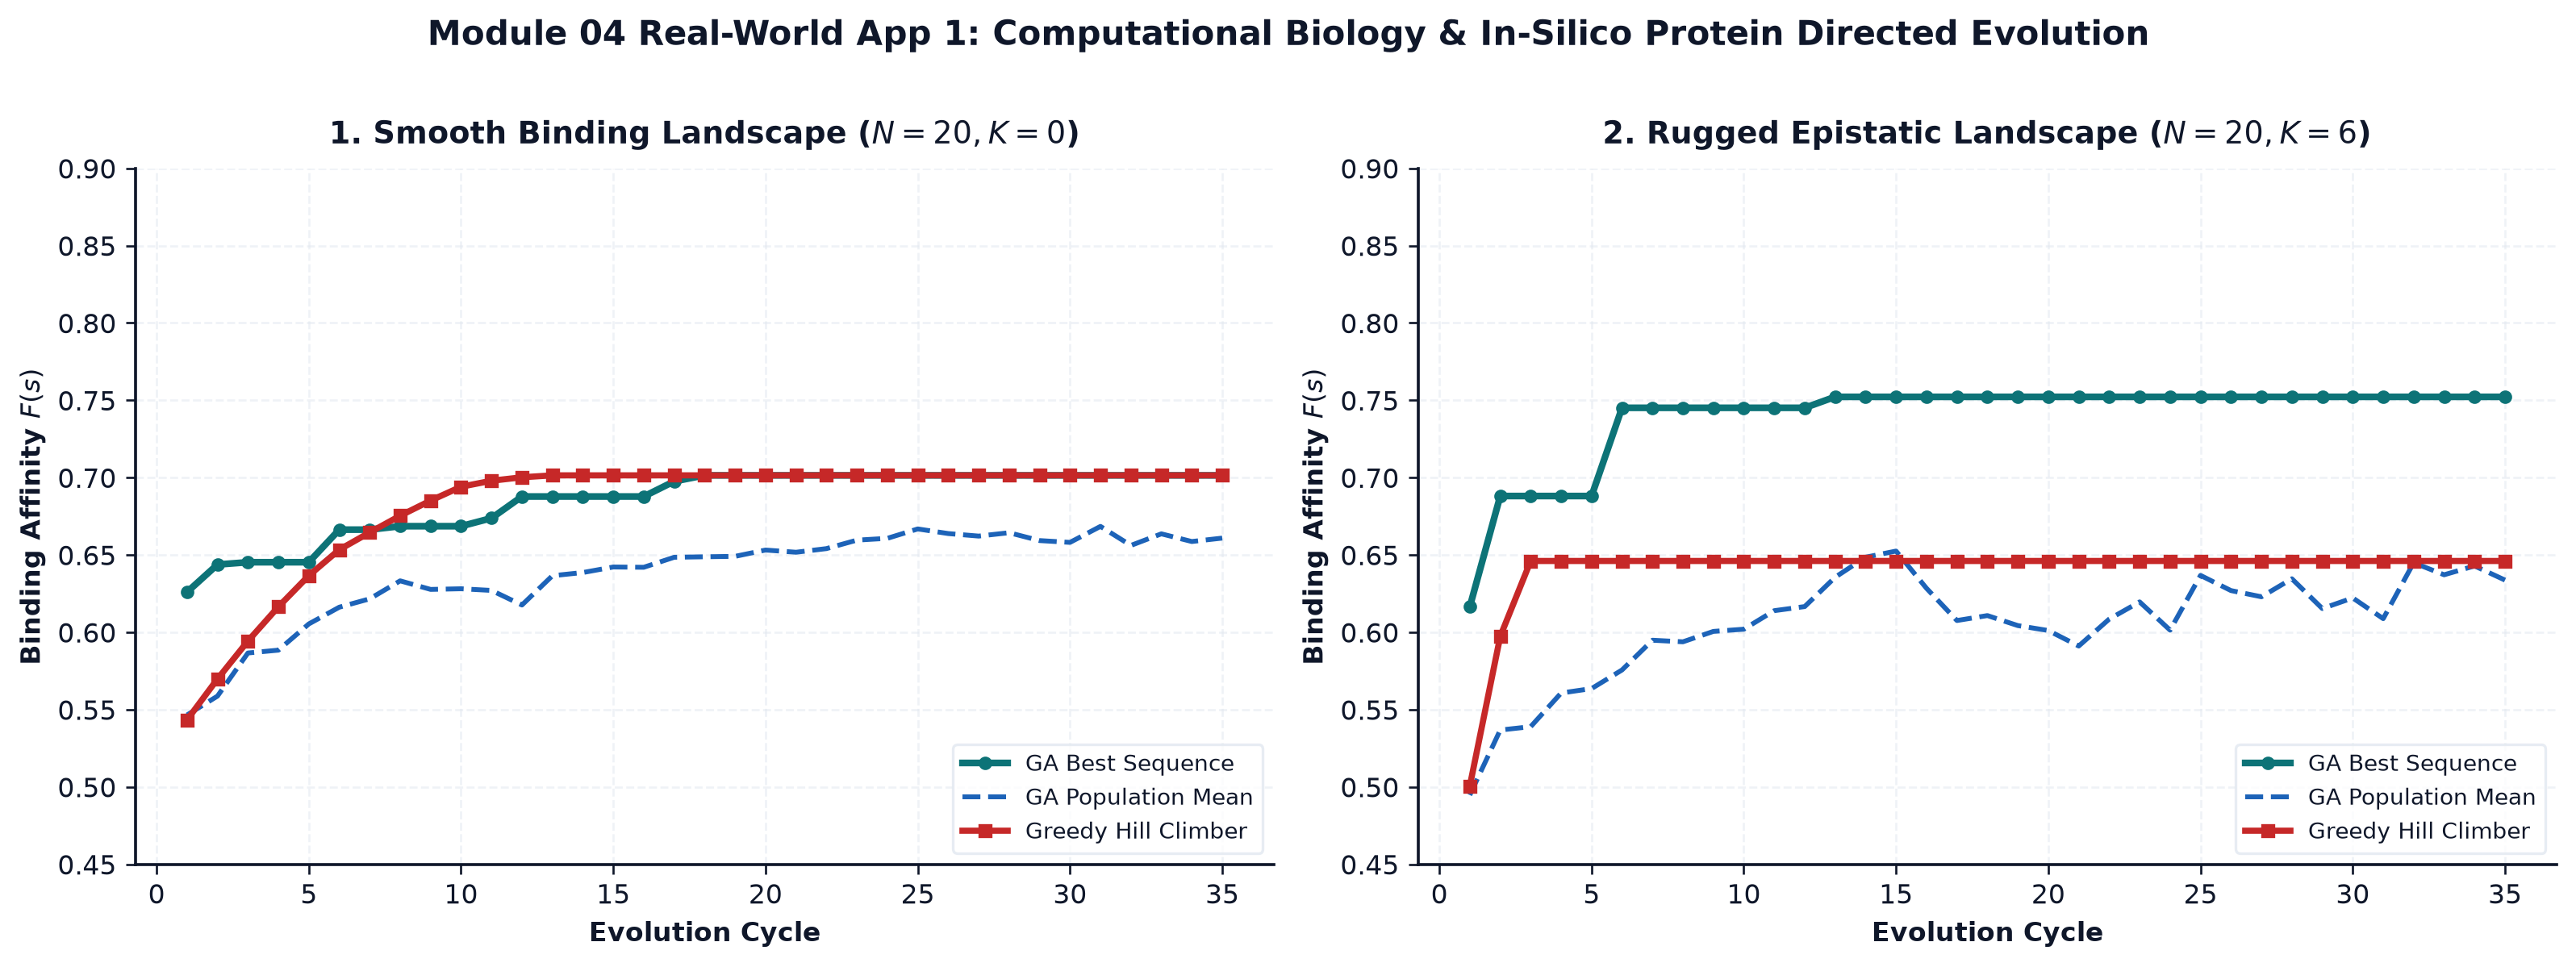 Module 04 Real-World App 1: Computational Biology & In-Silico Protein Directed Evolution
1. Smooth Binding Landscape (N = 20, K = 0)
Binding Affinity F(s)
0.90
0.85
0.80
0.75
0.70
0.65
0.60
0.55
0.50
0.45
0
5
10
15
20
25
30
35
Evolution Cycle
GA Best Sequence
GA Population Mean
Greedy Hill Climber
2. Rugged Epistatic Landscape (N = 20, K = 6)
Binding Affinity F(s)
0.90
0.85
0.80
0.75
0.70
0.65
0.60
0.55
0.50
0.45
0
5
10
15
20
25
30
35
Evolution Cycle
GA Best Sequence
GA Population Mean
Greedy Hill Climber